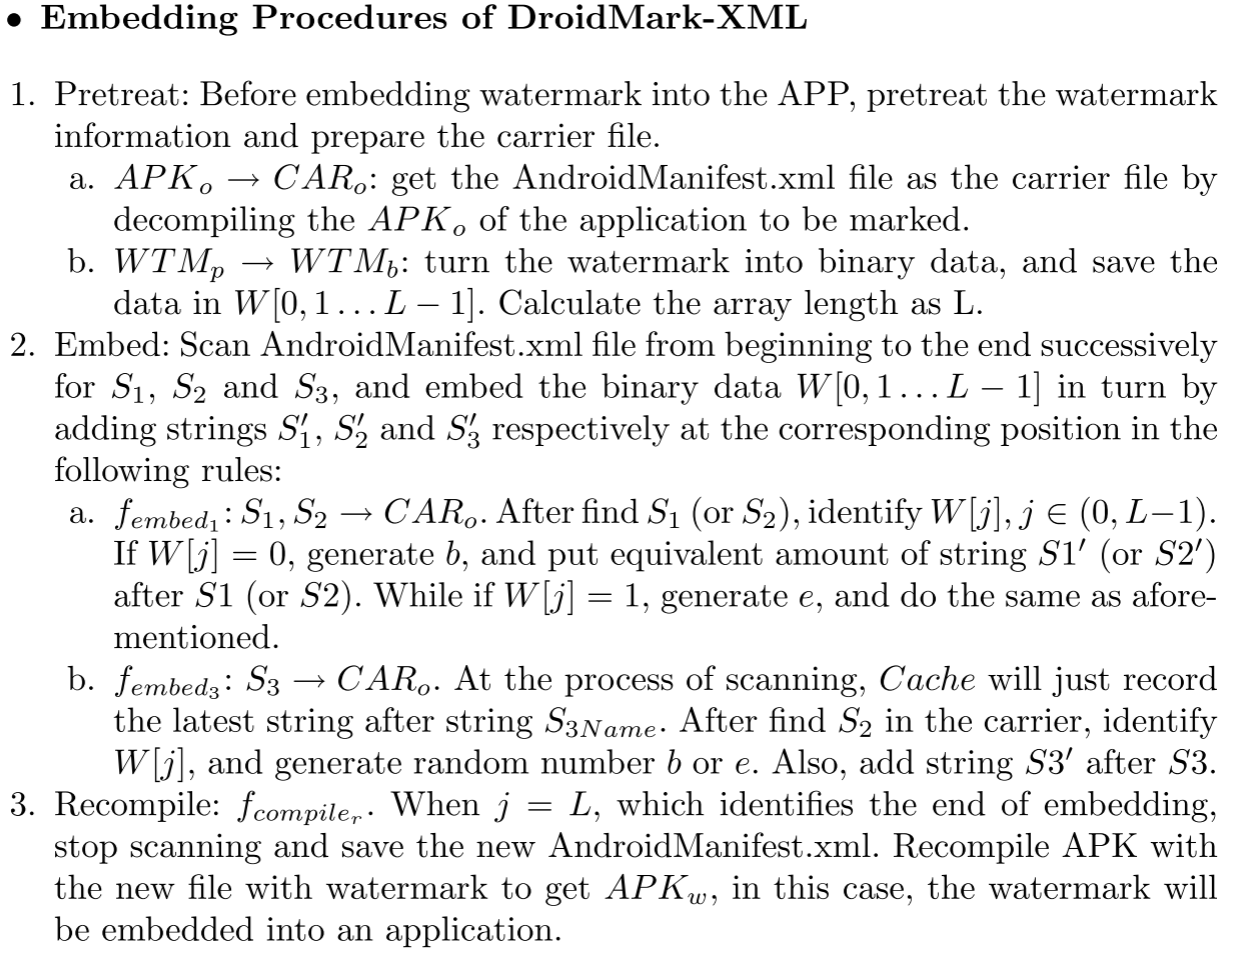 • Embedding Procedures of DroidMark-XML
1. Pretreat: Before embedding watermark into the APP, pretreat the watermark
information and prepare the carrier file.
a. APK_o → CAR_o: get the AndroidManifest.xml file as the carrier file by
decompiling the APK_o of the application to be marked.
b. WTM_p → WTM_b: turn the watermark into binary data, and save the
data in W[0, 1 . . . L − 1]. Calculate the array length as L.
2. Embed: Scan AndroidManifest.xml file from beginning to the end successively
for S_1, S_2 and S_3, and embed the binary data W[0, 1 . . . L − 1] in turn by
adding strings S′_1, S′_2 and S′_3 respectively at the corresponding position in the
following rules:
a. f_{embed_1}: S_1, S_2 → CAR_o. After find S_1 (or S_2), identify W[j], j ∈ (0, L−1).
If W[j] = 0, generate b, and put equivalent amount of string S1′ (or S2′)
after S1 (or S2). While if W[j] = 1, generate e, and do the same as afore-
mentioned.
b. f_{embed_3}: S_3 → CAR_o. At the process of scanning, Cache will just record
the latest string after string S_{3Name}. After find S_2 in the carrier, identify
W[j], and generate random number b or e. Also, add string S3′ after S3.
3. Recompile: f_{compile_r}. When j = L, which identifies the end of embedding,
stop scanning and save the new AndroidManifest.xml. Recompile APK with
the new file with watermark to get APK_w, in this case, the watermark will
be embedded into an application.